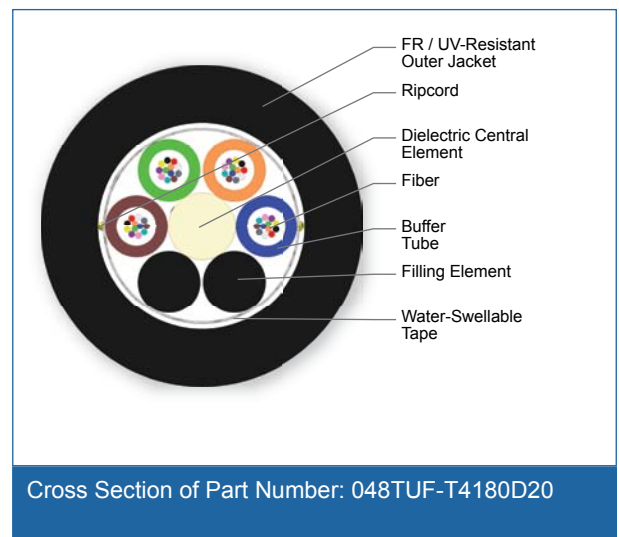 FR / UV-Resistant
Outer Jacket
Ripcord
Dielectric Central
Element
Fiber
Buffer
Tube
Filling Element
Water-Swellable
Tape
Cross Section of Part Number: 048TUF-T4180D20